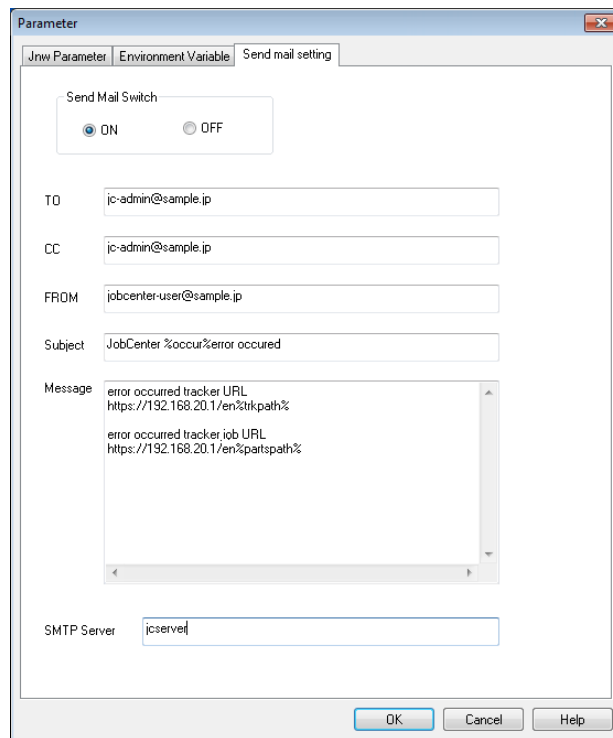 Parameter
Jnw Parameter Environment Variable Send mail setting
Send Mail Switch
ON OFF
TO jc-admin@sample.jp
CC jc-admin@sample.jp
FROM jobcenter-user@sample.jp
Subject JobCenter %occur%error occured
Message error occurred tracker URL
https://192.168.20.1/en%trkpath%
error occurred tracker job URL
https://192.168.20.1/en%partspath%
SMTP Server jcserver
OK Cancel Help